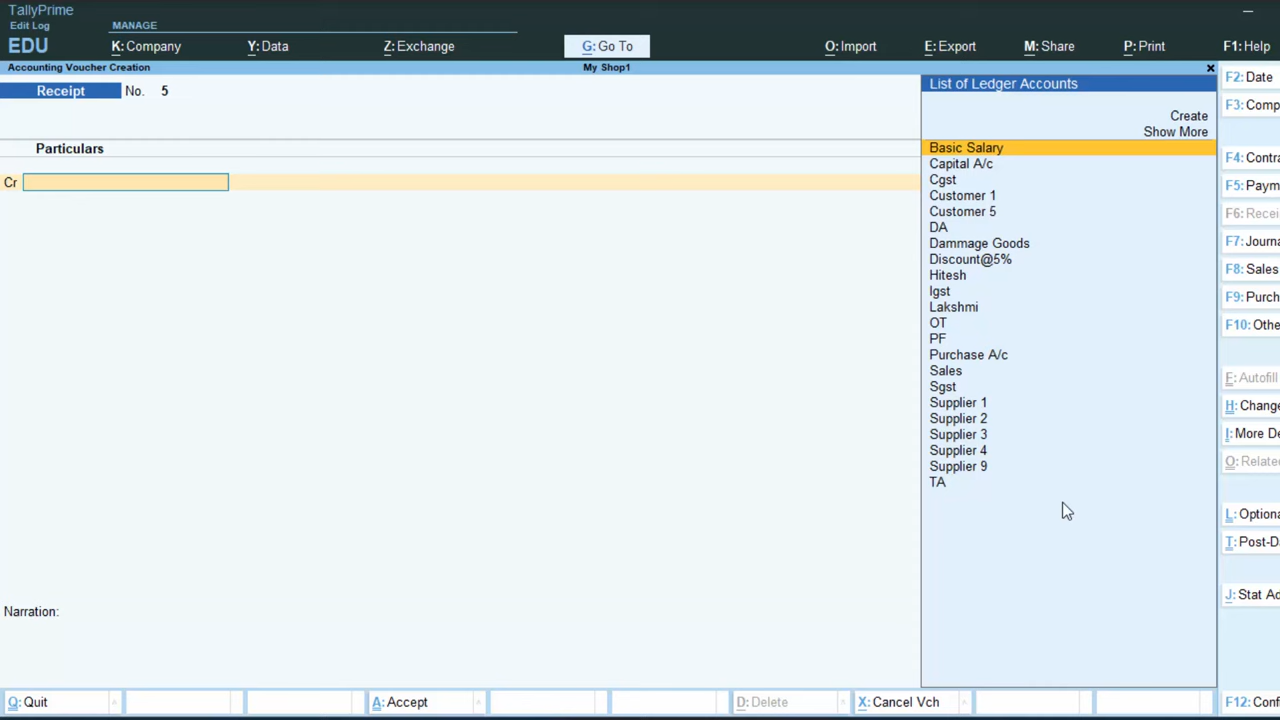 TallyPrime
Edit Log
MANAGE
EDU
K: Company
Y: Data
Z: Exchange
G: Go To
O: Import
E: Export
M: Share
P: Print
F1: Help
Accounting Voucher Creation
My Shop1
Receipt No. 5
Particulars
Cr
Narration:
List of Ledger Accounts
Create
Show More
Basic Salary
Capital A/c
Cgst
Customer 1
Customer 5
DA
Dammage Goods
Discount@5%
Hitesh
Igst
Lakshmi
OT
PF
Purchase A/c
Sales
Sgst
Supplier 1
Supplier 2
Supplier 3
Supplier 4
Supplier 9
TA
F2: Date
F3: Comp
F4: Contra
F5: Paym
F6: Recei
F7: Journa
F8: Sales
F9: Purch
F10: Othe
F: Autofill
H: Change
I: More De
O: Related
L: Optiona
T: Post-D
J: Stat Ad
F12: Conf
Q: Quit
A: Accept
D: Delete
X: Cancel Vch